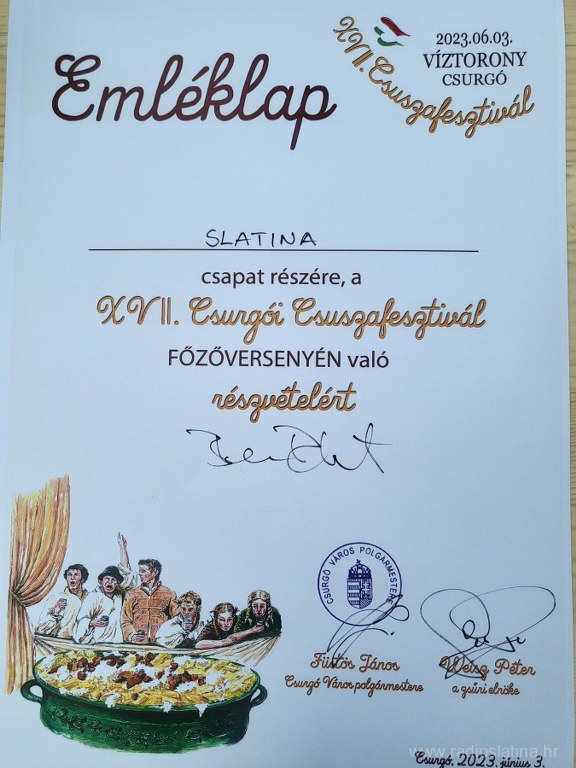 Emléklap
2023.06.03.
VÍZTORONY
CSURGÓ
XVII. Csuszafesztivál
SLATINA
csapat részére, a
XVII. Csurgói Csuszafesztivál
FŐZŐVERSENYÉN való
részvételért
CSURGÓ VÁROS POLGÁRMESTERE
Füstös János
Csurgó Város polgármestere
Weisz Péter
a zsűri elnöke
www.radioslatina.hr
Csurgó, 2023. június 3.